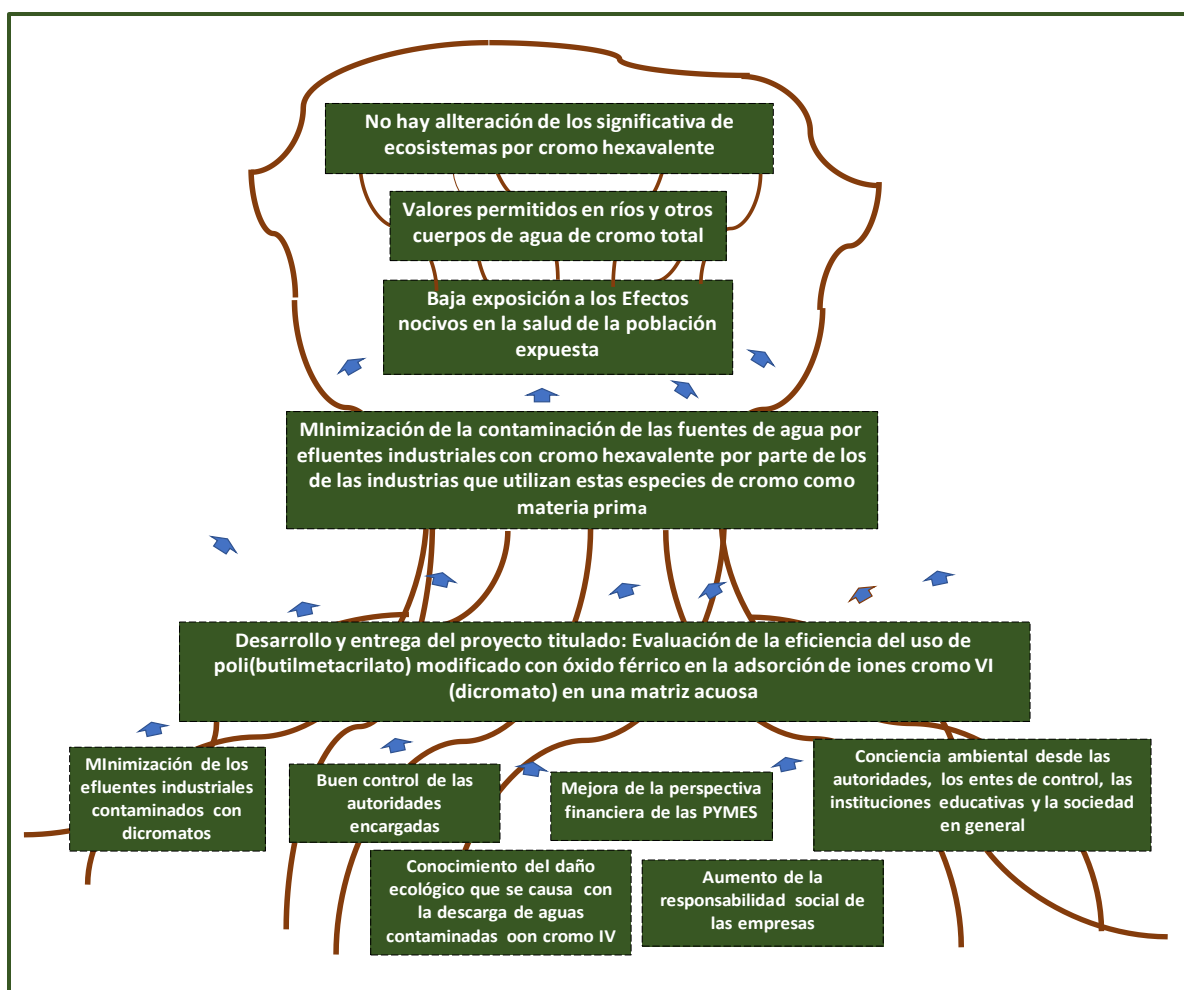 No hay allteración de los significativa de
ecosistemas por cromo hexavalente
Valores permitidos en ríos y otros
cuerpos de agua de cromo total
Baja exposición a los Efectos
nocivos en la salud de la población
expuesta
MInimización de la contaminación de las fuentes de agua por
efluentes industriales con cromo hexavalente por parte de los
de las industrias que utilizan estas especies de cromo como
materia prima
Desarrollo y entrega del proyecto titulado: Evaluación de la eficiencia del uso de
poli(butilmetacrilato) modificado con óxido férrico en la adsorción de iones cromo VI
(dicromato) en una matriz acuosa
MInimización de los
efluentes industriales
contaminados con
dicromatos
Buen control de las
autoridades
encargadas
Mejora de la perspectiva
financiera de las PYMES
Conciencia ambiental desde las
autoridades, los entes de control, las
instituciones educativas y la sociedad
en general
Conocimiento del daño
ecológico que se causa con
la descarga de aguas
contaminadas oon cromo IV
Aumento de la
responsabilidad social de
las empresas